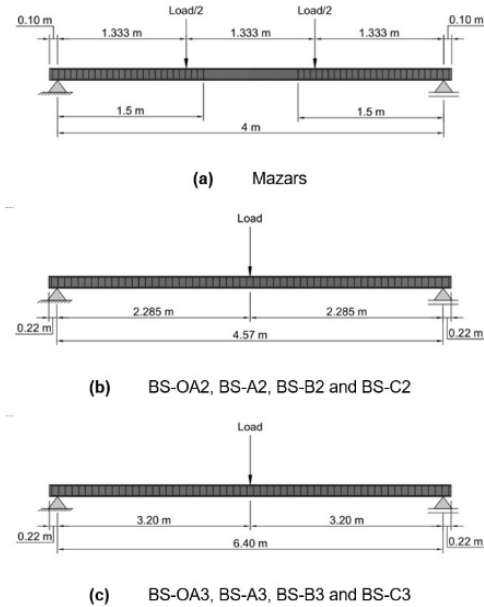 Load/2 Load/2
0.10 m 0.10 m
1.333 m 1.333 m 1.333 m
1.5 m 1.5 m
4 m
(a) Mazars
Load
2.285 m 2.285 m
0.22 m 0.22 m
4.57 m
(b) BS-OA2, BS-A2, BS-B2 and BS-C2
Load
3.20 m 3.20 m
0.22 m 0.22 m
6.40 m
(c) BS-OA3, BS-A3, BS-B3 and BS-C3